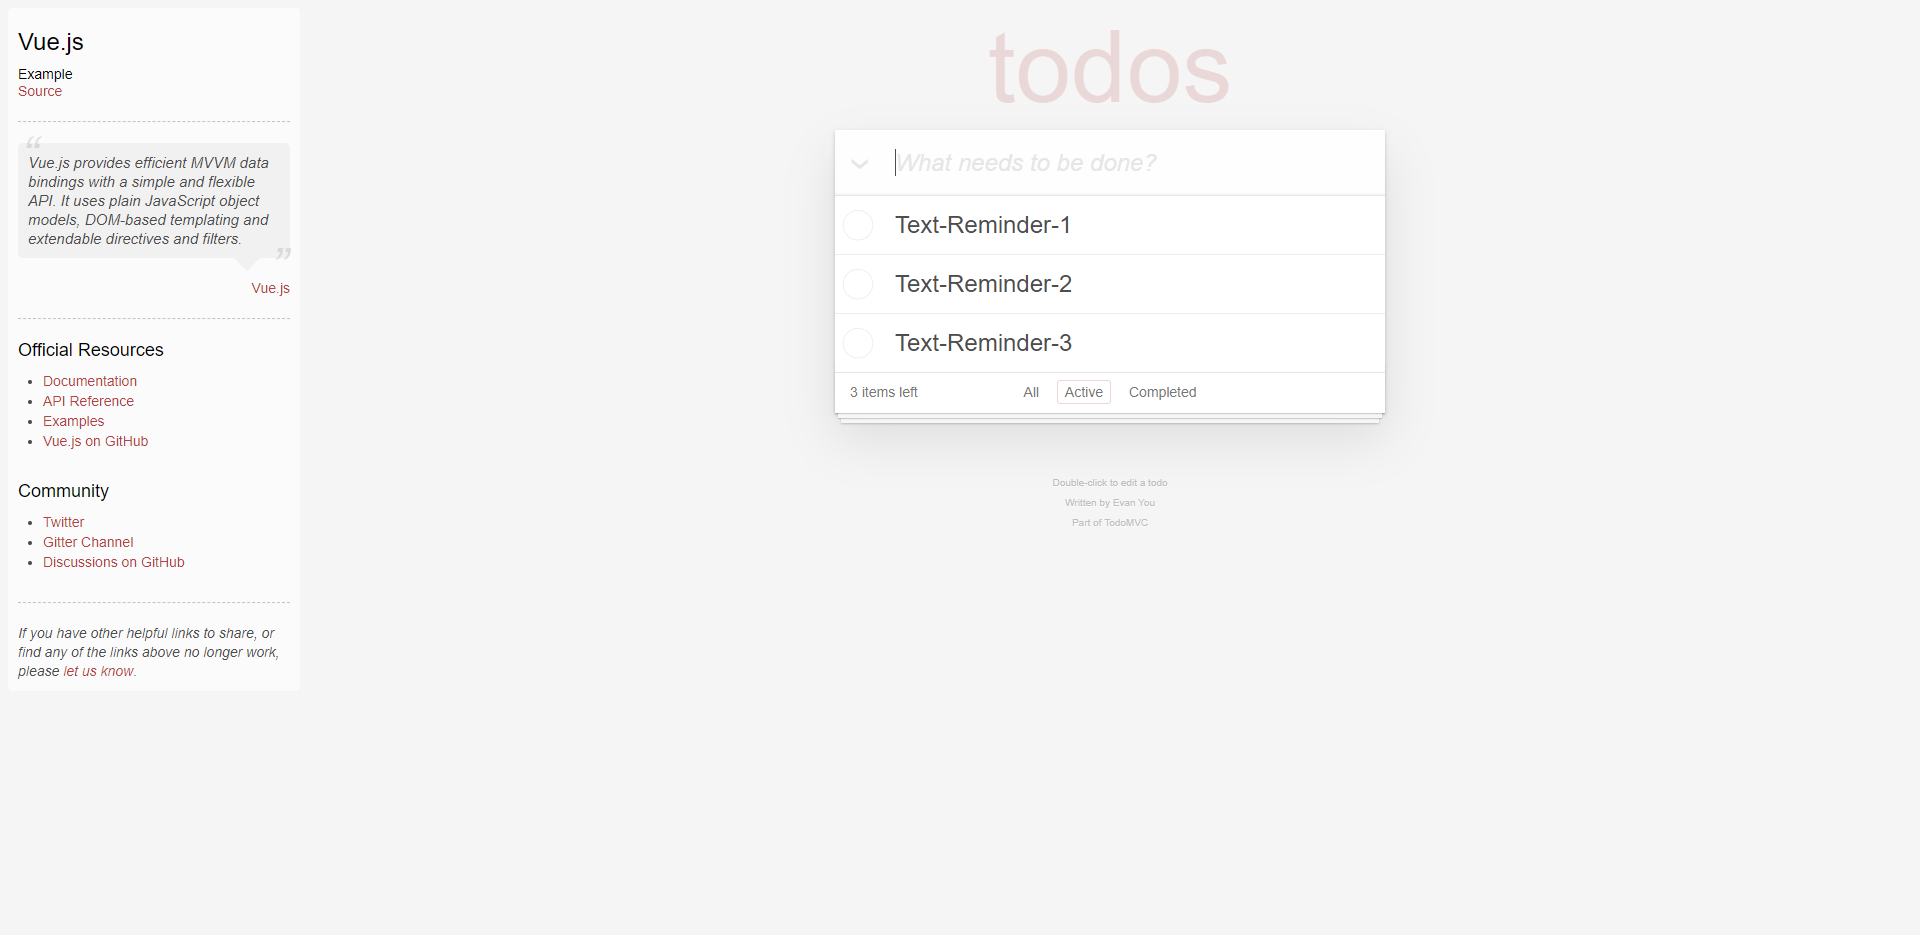 Vue.js
Example
Source
“
Vue.js provides efficient MVVM data
bindings with a simple and flexible
API. It uses plain JavaScript object
models, DOM-based templating and
extendable directives and filters.
”
Vue.js
Official Resources
• Documentation
• API Reference
• Examples
• Vue.js on GitHub
Community
• Twitter
• Gitter Channel
• Discussions on GitHub
If you have other helpful links to share, or
find any of the links above no longer work,
please let us know.
todos
What needs to be done?
Text-Reminder-1
Text-Reminder-2
Text-Reminder-3
3 items left All Active Completed
Double-click to edit a todo
Written by Evan You
Part of TodoMVC